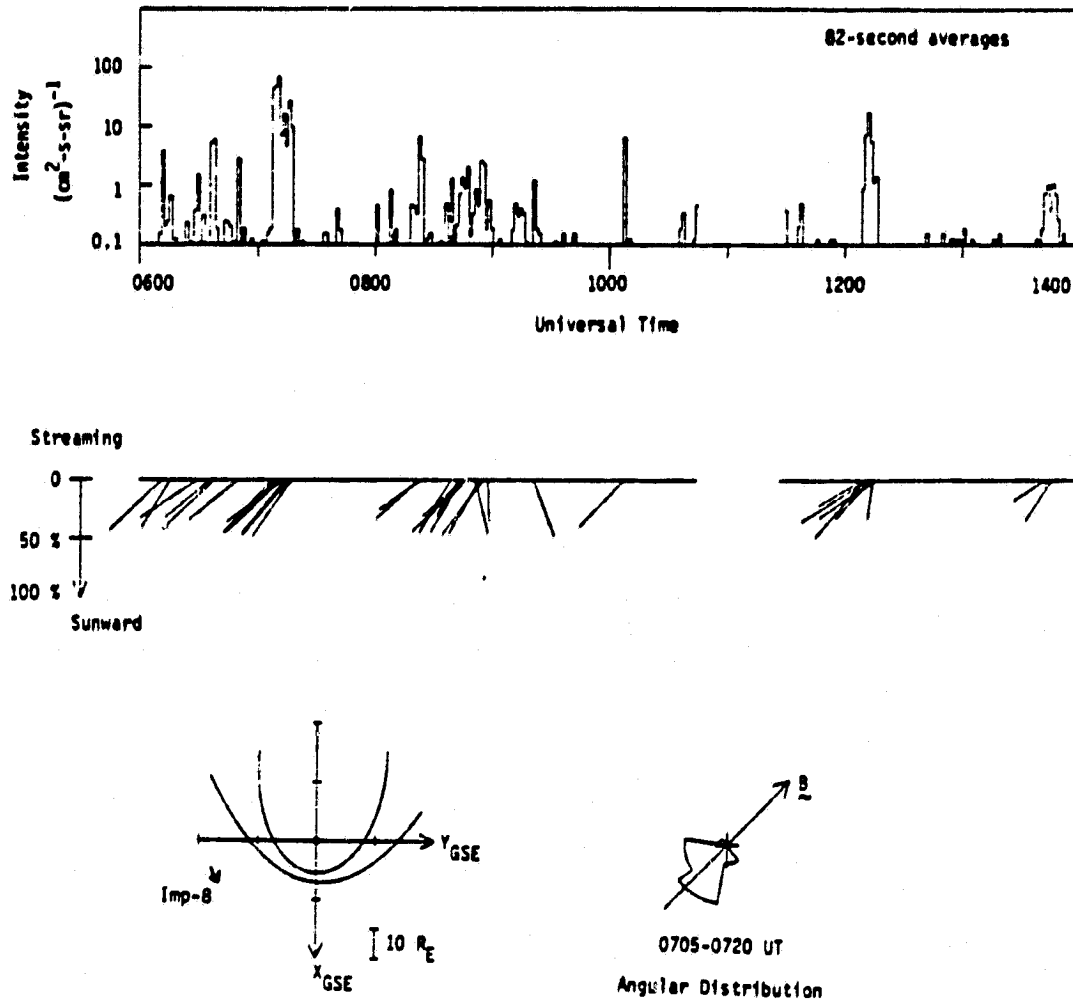 82-second averages
Intensity
(cm²-s-sr)⁻¹
100
10
1
0.1
0600
0800
1000
1200
1400
Universal Time
Streaming
0
50 %
100 %
Sunward
Y_GSE
Imp-8
10 R_E
X_GSE
B
0705-0720 UT
Angular Distribution